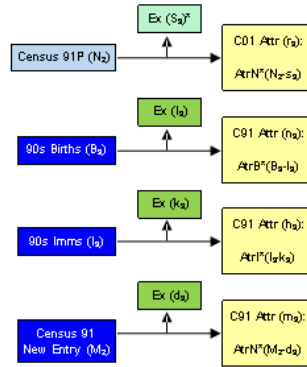 Ex (S₂)*
Census 91P (N₂)
C01 Attr (r₂):
AtrN*(N₂-s₂)
Ex (l₂)
90s Births (B₂)
C91 Attr (n₂):
AtrB*(B₂-l₂)
Ex (k₂)
90s Imms (I₂)
C91 Attr (h₂):
AtrI*(I₂-k₂)
Ex (d₂)
Census 91
New Entry (M₂)
C91 Attr (m₂):
AtrN*(M₂-d₂)